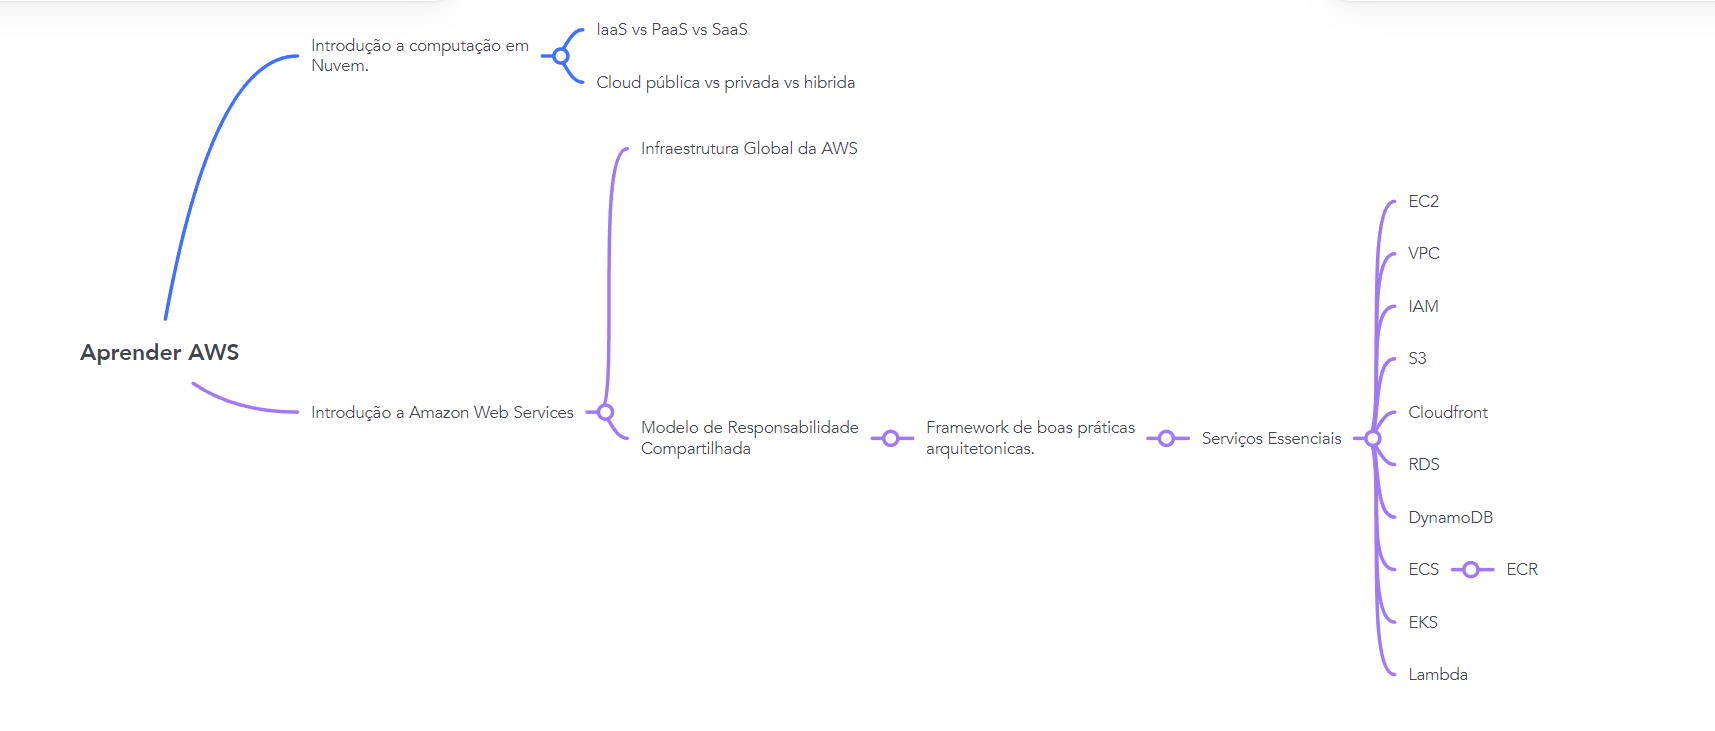 Introdução a computação em
Nuvem.
IaaS vs PaaS vs SaaS
Cloud pública vs privada vs hibrida
Aprender AWS
Introdução a Amazon Web Services
Infraestrutura Global da AWS
Modelo de Responsabilidade
Compartilhada
Framework de boas práticas
arquitetonicas.
Serviços Essenciais
EC2
VPC
IAM
S3
Cloudfront
RDS
DynamoDB
ECS
ECR
EKS
Lambda